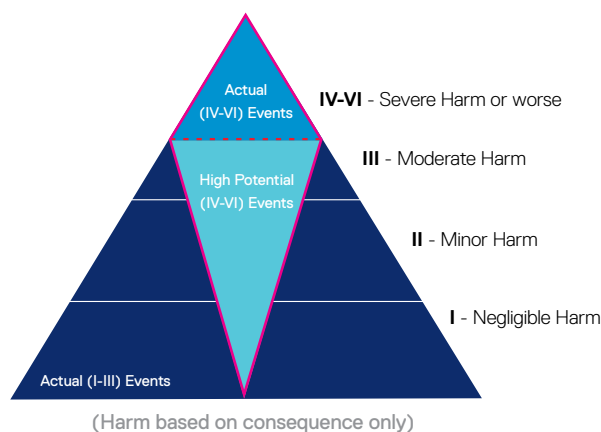 Actual
(IV-VI) Events
IV-VI - Severe Harm or worse
III - Moderate Harm
High Potential
(IV-VI) Events
II - Minor Harm
I - Negligible Harm
Actual (I-III) Events
(Harm based on consequence only)